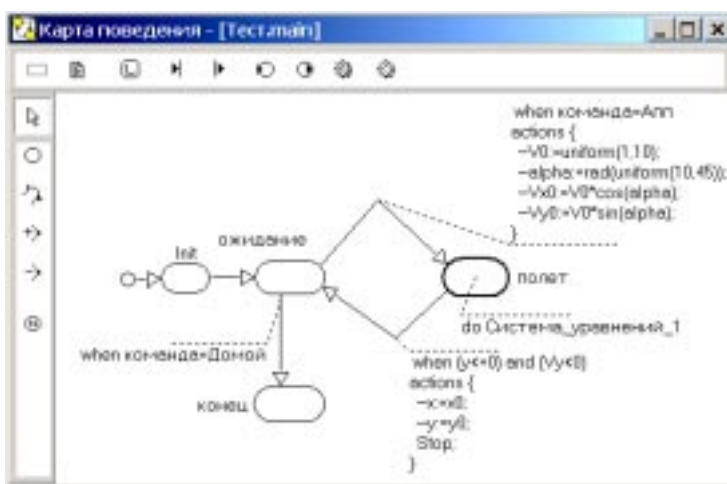 Карта поведения - [Тест.main]
when команда=Апп
actions {
-V0:=uniform(1,10);
-alpha:=rad(uniform(10,45));
-Vx0:=V0*cos(alpha);
-Vy0:=V0*sin(alpha);
}
ожидание
Init
полет
do Система_уравнений_1
when команда=Домой
when (y<=0) and (Vy<0)
actions {
-x:=x0;
-y:=y0;
Stop;
}
конец